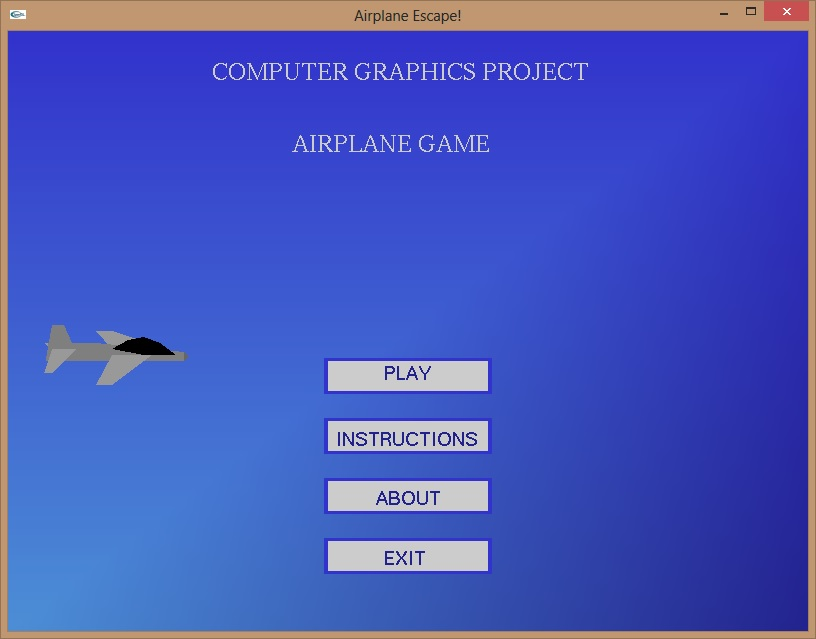 Airplane Escape!
COMPUTER GRAPHICS PROJECT
AIRPLANE GAME
PLAY
INSTRUCTIONS
ABOUT
EXIT